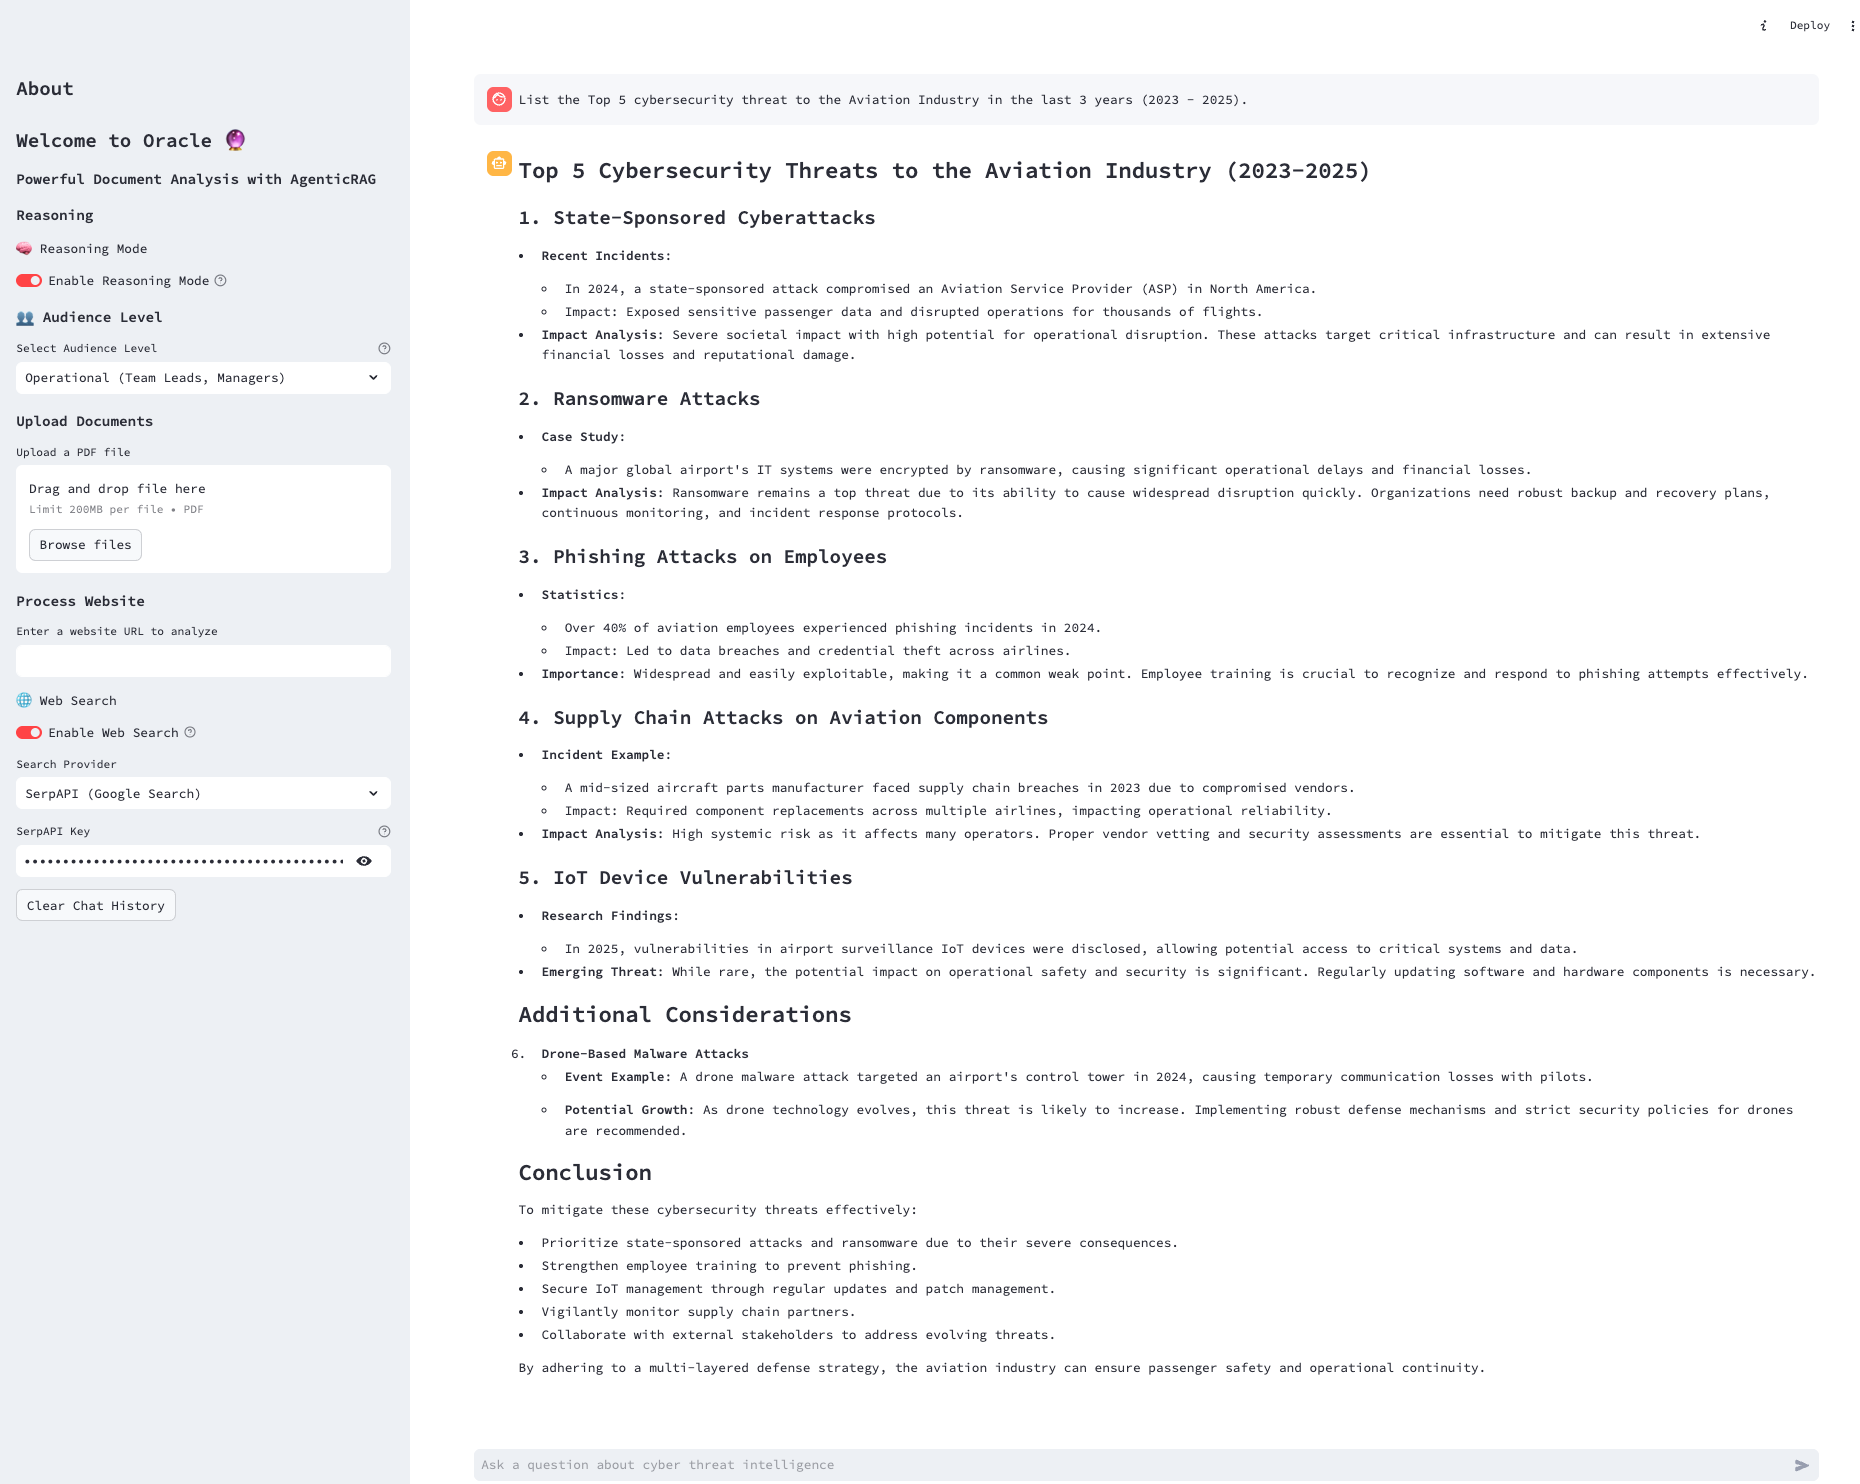 Deploy
About
Welcome to Oracle
Powerful Document Analysis with AgenticRAG
Reasoning
Reasoning Mode
Enable Reasoning Mode
Audience Level
Select Audience Level
Operational (Team Leads, Managers)
Upload Documents
Upload a PDF file
Drag and drop file here
Limit 200MB per file • PDF
Browse files
Process Website
Enter a website URL to analyze
Web Search
Enable Web Search
Search Provider
SerpAPI (Google Search)
SerpAPI Key
Clear Chat History
List the Top 5 cybersecurity threat to the Aviation Industry in the last 3 years (2023 - 2025).
Top 5 Cybersecurity Threats to the Aviation Industry (2023-2025)
1. State-Sponsored Cyberattacks
• Recent Incidents:
◦ In 2024, a state-sponsored attack compromised an Aviation Service Provider (ASP) in North America.
◦ Impact: Exposed sensitive passenger data and disrupted operations for thousands of flights.
• Impact Analysis: Severe societal impact with high potential for operational disruption. These attacks target critical infrastructure and can result in extensive
financial losses and reputational damage.
2. Ransomware Attacks
• Case Study:
◦ A major global airport's IT systems were encrypted by ransomware, causing significant operational delays and financial losses.
• Impact Analysis: Ransomware remains a top threat due to its ability to cause widespread disruption quickly. Organizations need robust backup and recovery plans,
continuous monitoring, and incident response protocols.
3. Phishing Attacks on Employees
• Statistics:
◦ Over 40% of aviation employees experienced phishing incidents in 2024.
◦ Impact: Led to data breaches and credential theft across airlines.
• Importance: Widespread and easily exploitable, making it a common weak point. Employee training is crucial to recognize and respond to phishing attempts effectively.
4. Supply Chain Attacks on Aviation Components
• Incident Example:
◦ A mid-sized aircraft parts manufacturer faced supply chain breaches in 2023 due to compromised vendors.
◦ Impact: Required component replacements across multiple airlines, impacting operational reliability.
• Impact Analysis: High systemic risk as it affects many operators. Proper vendor vetting and security assessments are essential to mitigate this threat.
5. IoT Device Vulnerabilities
• Research Findings:
◦ In 2025, vulnerabilities in airport surveillance IoT devices were disclosed, allowing potential access to critical systems and data.
• Emerging Threat: While rare, the potential impact on operational safety and security is significant. Regularly updating software and hardware components is necessary.
Additional Considerations
6. Drone-Based Malware Attacks
◦ Event Example: A drone malware attack targeted an airport's control tower in 2024, causing temporary communication losses with pilots.
◦ Potential Growth: As drone technology evolves, this threat is likely to increase. Implementing robust defense mechanisms and strict security policies for drones
are recommended.
Conclusion
To mitigate these cybersecurity threats effectively:
• Prioritize state-sponsored attacks and ransomware due to their severe consequences.
• Strengthen employee training to prevent phishing.
• Secure IoT management through regular updates and patch management.
• Vigilantly monitor supply chain partners.
• Collaborate with external stakeholders to address evolving threats.
By adhering to a multi-layered defense strategy, the aviation industry can ensure passenger safety and operational continuity.
Ask a question about cyber threat intelligence